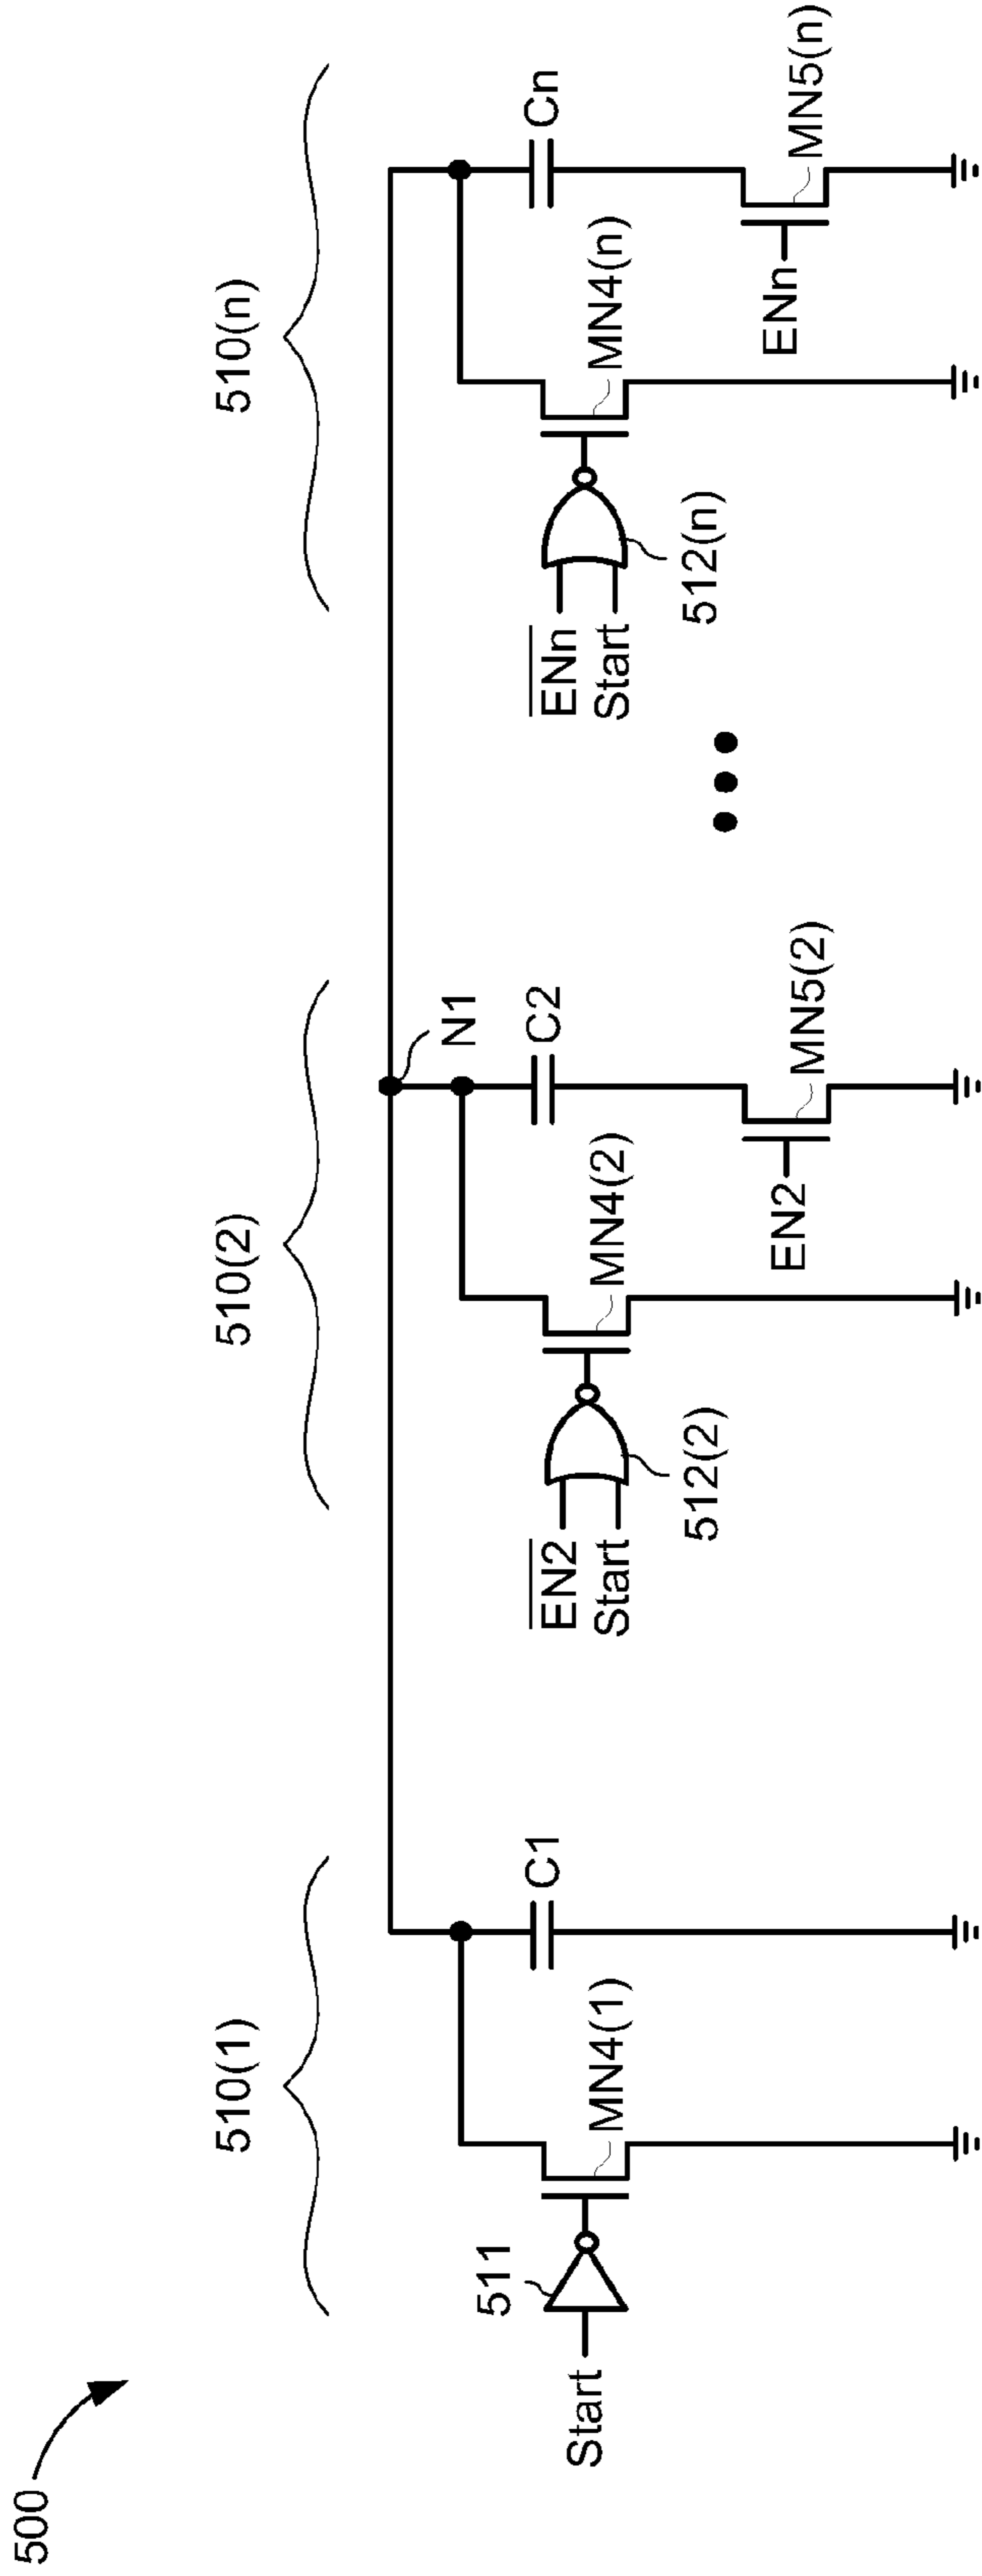 500
510(1)
510(2)
510(n)
N1
Start
511
MN4(1)
C1
EN2
Start
512(2)
MN4(2)
C2
EN2
MN5(2)
ENn
Start
512(n)
MN4(n)
Cn
ENn
MN5(n)